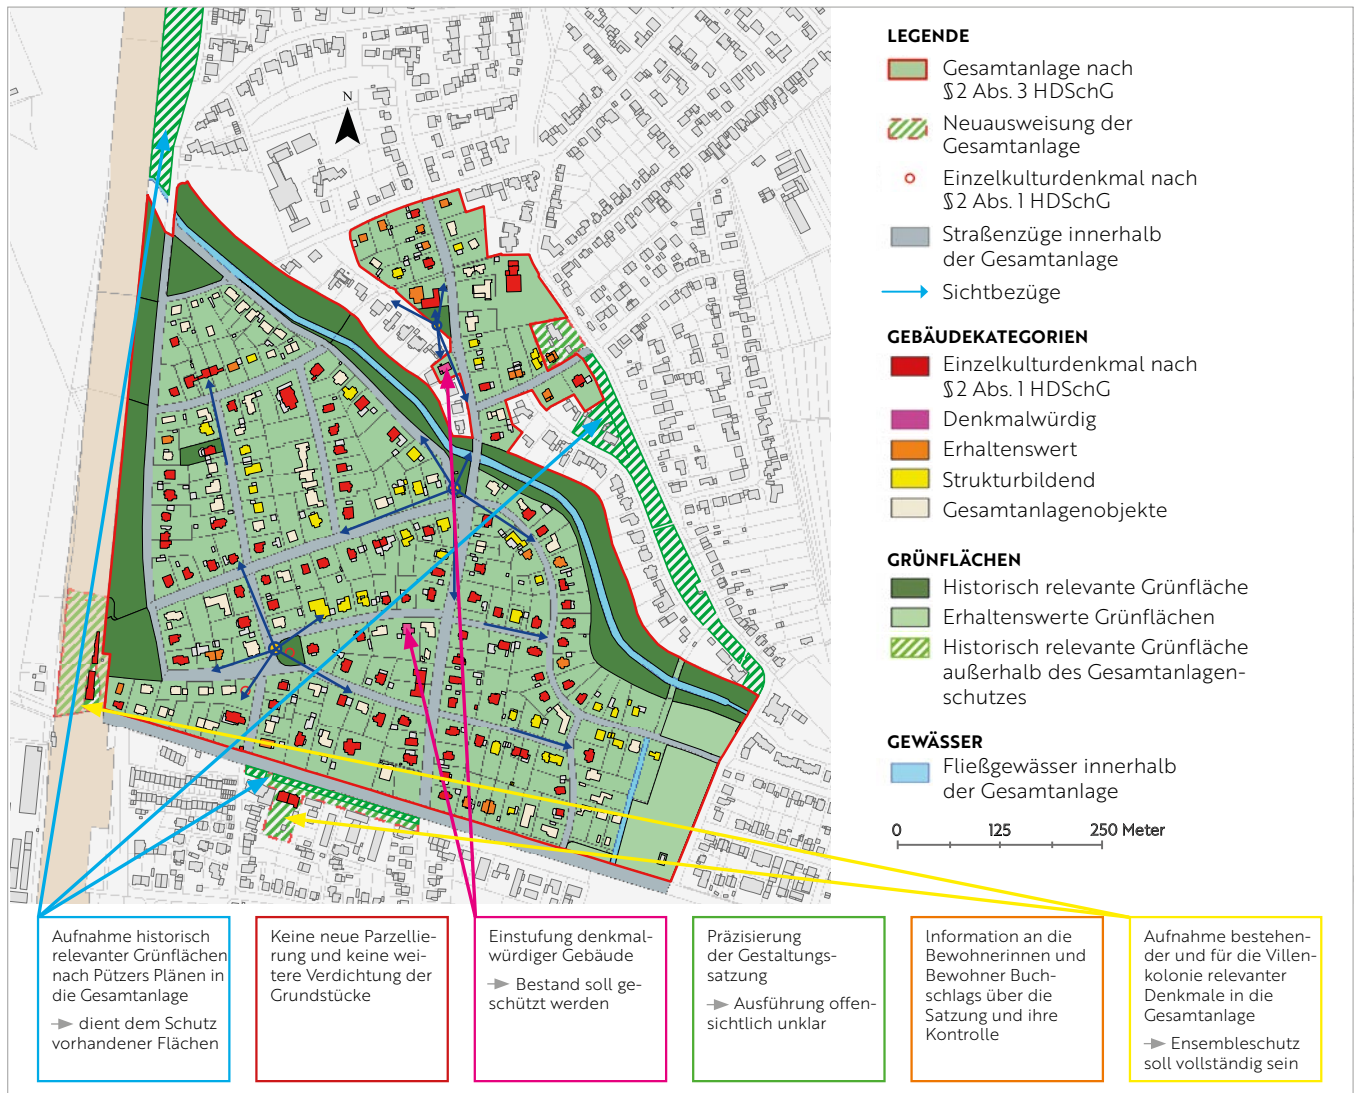 N
LEGENDE
Gesamtanlage nach
§2 Abs. 3 HDSchG
Neuausweisung der
Gesamtanlage
Einzelkulturdenkmal nach
§2 Abs. 1 HDSchG
Straßenzüge innerhalb
der Gesamtanlage
Sichtbezüge
GEBÄUDEKATEGORIEN
Einzelkulturdenkmal nach
§2 Abs. 1 HDSchG
Denkmalwürdig
Erhaltenswert
Strukturbildend
Gesamtanlagenobjekte
GRÜNFLÄCHEN
Historisch relevante Grünfläche
Erhaltenswerte Grünflächen
Historisch relevante Grünfläche
außerhalb des Gesamtanlagen-
schutzes
GEWÄSSER
Fließgewässer innerhalb
der Gesamtanlage
0 125 250 Meter
Aufnahme historisch
relevanter Grünflächen
nach Pützers Plänen in
die Gesamtanlage
dient dem Schutz
vorhandener Flächen
Keine neue Parzellie-
rung und keine wei-
tere Verdichtung der
Grundstücke
Einstufung denkmal-
würdiger Gebäude
Bestand soll ge-
schützt werden
Präzisierung
der Gestaltungs-
satzung
Ausführung offen-
sichtlich unklar
Information an die
Bewohnerinnen und
Bewohner Buch-
schlags über die
Satzung und ihre
Kontrolle
Aufnahme bestehen-
der und für die Villen-
kolonie relevanter
Denkmale in die
Gesamtanlage
Ensembleschutz
soll vollständig sein